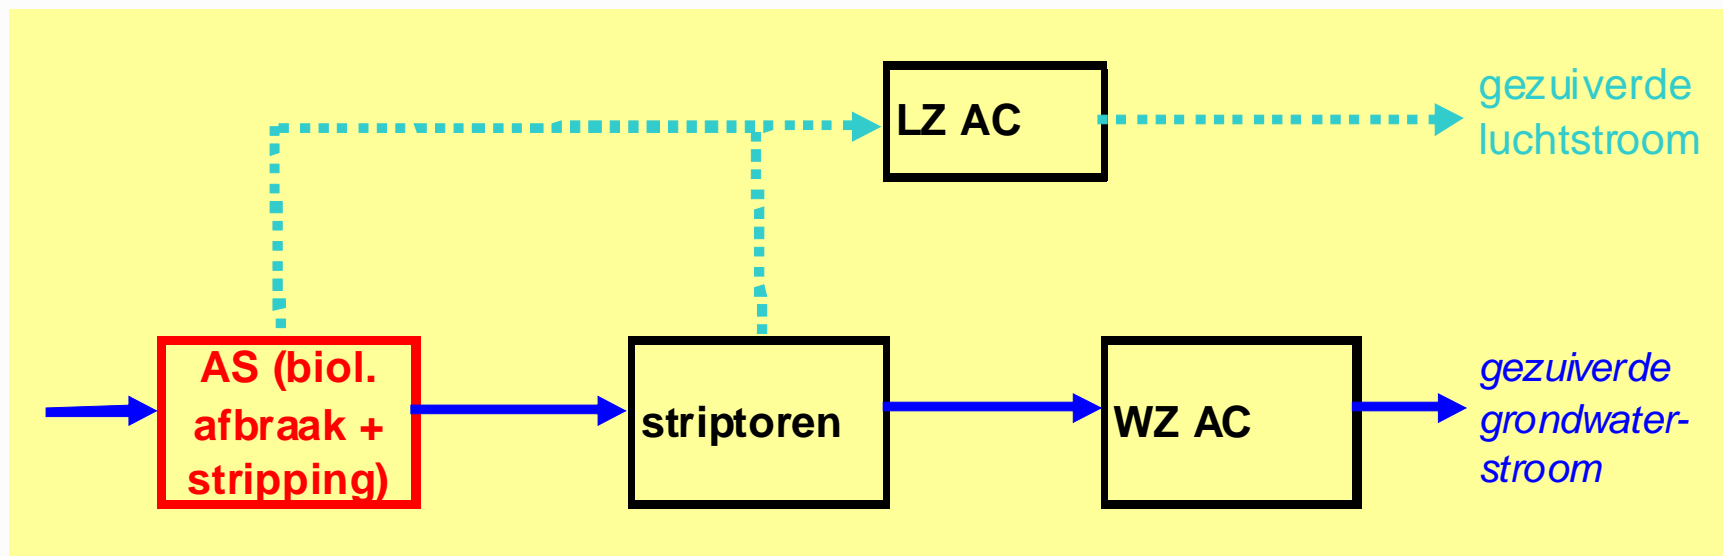 LZ AC
gezuiverde
luchtstroom
AS (biol.
afbraak +
stripping)
striptoren
WZ AC
gezuiverde
grondwater-
stroom